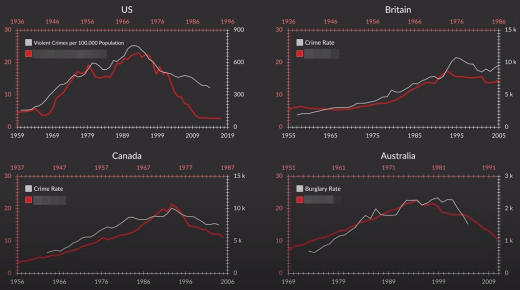 US
Britain
1936 1946 1956 1966 1976 1986 1996
1936 1946 1956 1966 1976 1986
30 900
30 15 k
Violent Crimes per 100,000 Population
Crime Rate
20 600
20 10 k
10 300
10 5 k
0 0
0 0
1959 1969 1979 1989 1999 2009 2019
1955 1965 1975 1985 1995 2005
Canada
Australia
1937 1947 1957 1967 1977 1987
1951 1961 1971 1981 1991
30 15 k
30 3 k
Crime Rate
Burglary Rate
20 10 k
20 2 k
10 5 k
10 1 k
0 0
0 0
1956 1966 1976 1986 1996 2006
1969 1979 1989 1999 2009